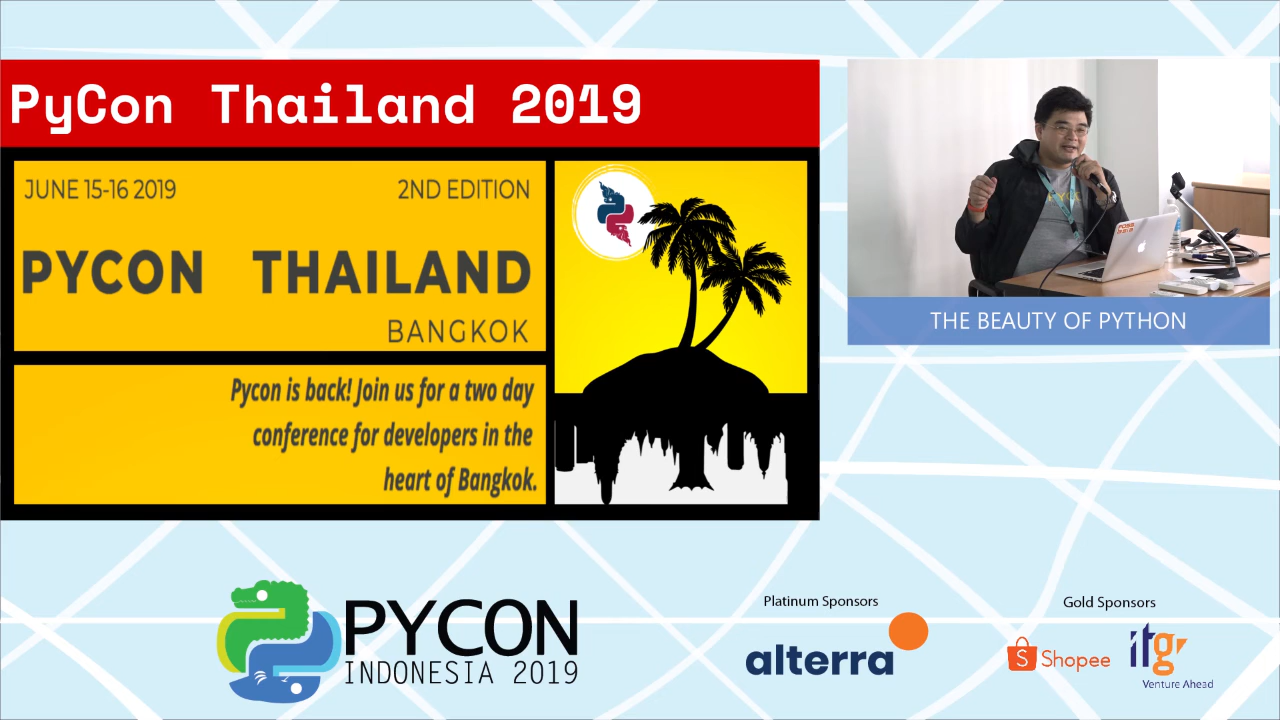 PyCon Thailand 2019
JUNE 15-16 2019
2ND EDITION
PYCON THAILAND
BANGKOK
Pycon is back! Join us for a two day
conference for developers in the
heart of Bangkok.
THE BEAUTY OF PYTHON
PYCON
INDONESIA 2019
Platinum Sponsors
alterra
Gold Sponsors
S Shopee
itg
Venture Ahead